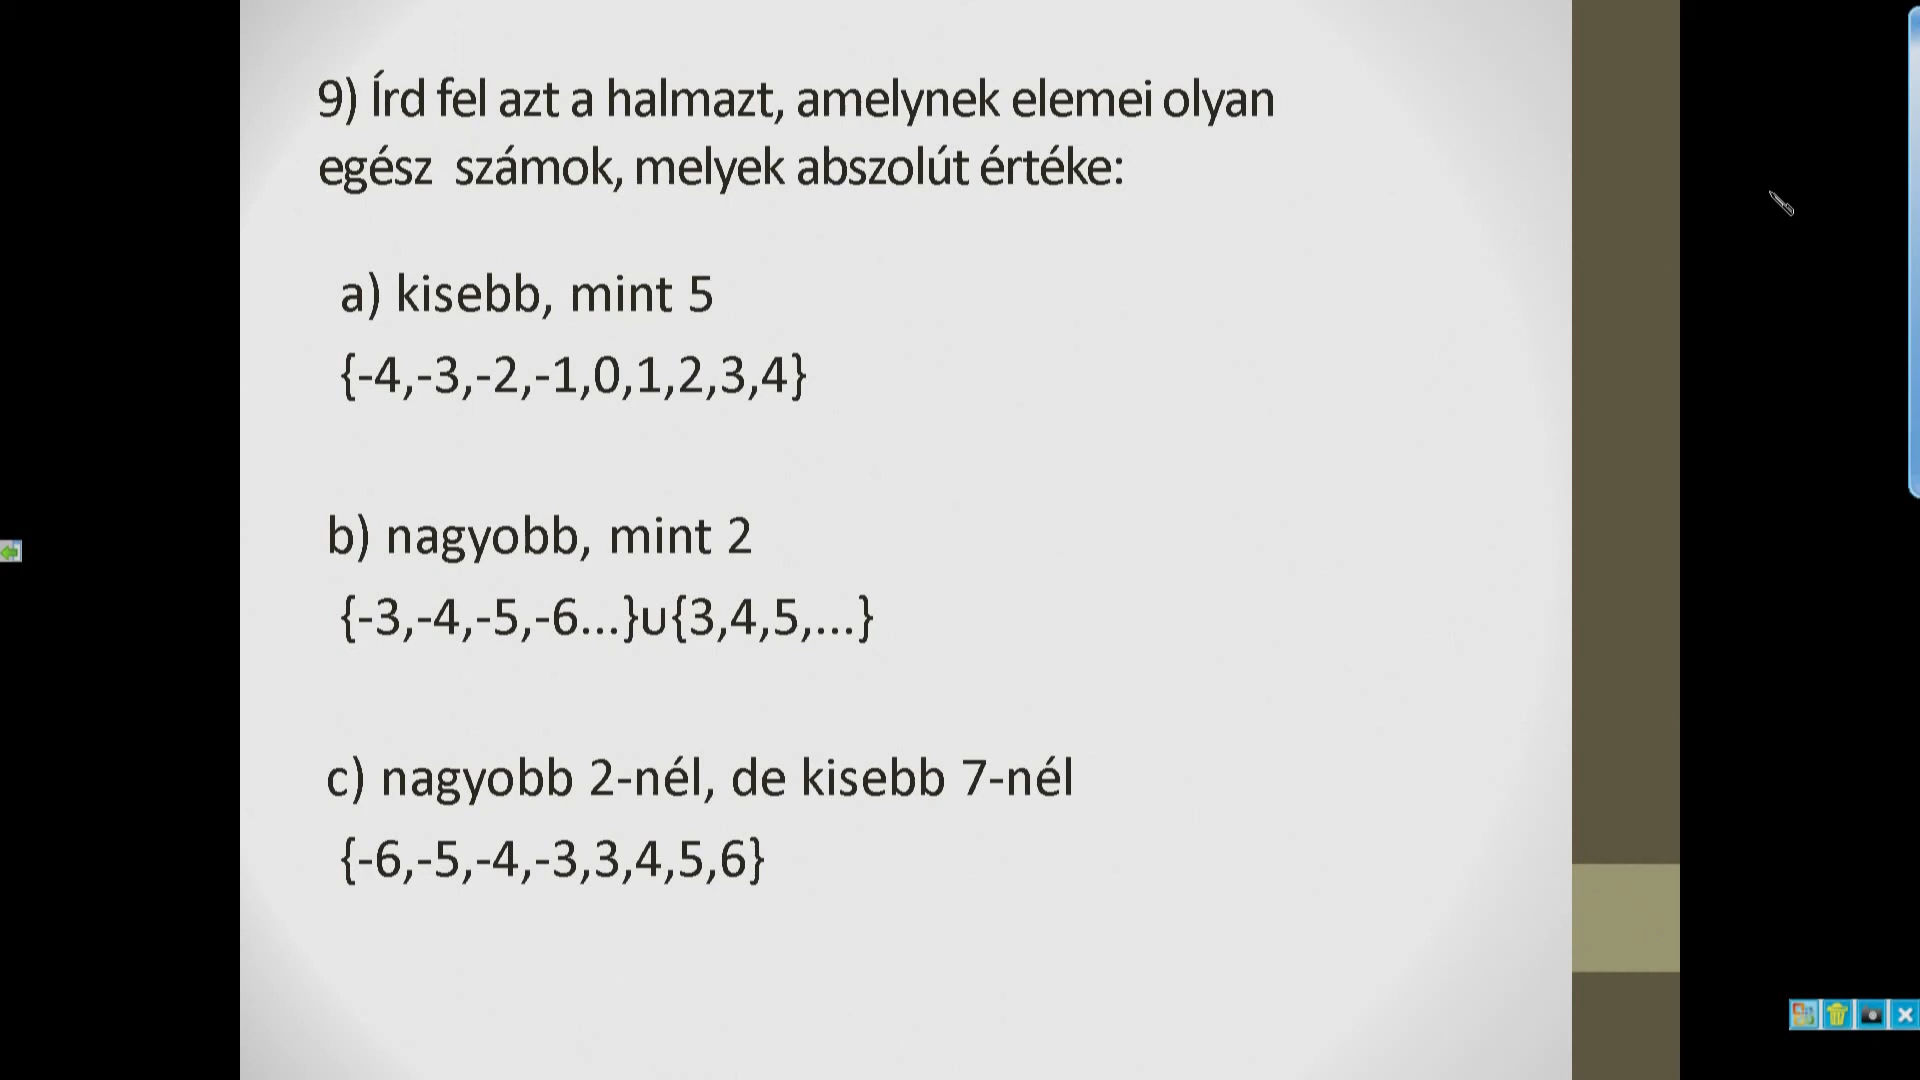 9) Írd fel azt a halmazt, amelynek elemei olyan
egész számok, melyek abszolút értéke:
a) kisebb, mint 5
{-4,-3,-2,-1,0,1,2,3,4}
b) nagyobb, mint 2
{-3,-4,-5,-6...}∪{3,4,5,...}
c) nagyobb 2-nél, de kisebb 7-nél
{-6,-5,-4,-3,3,4,5,6}